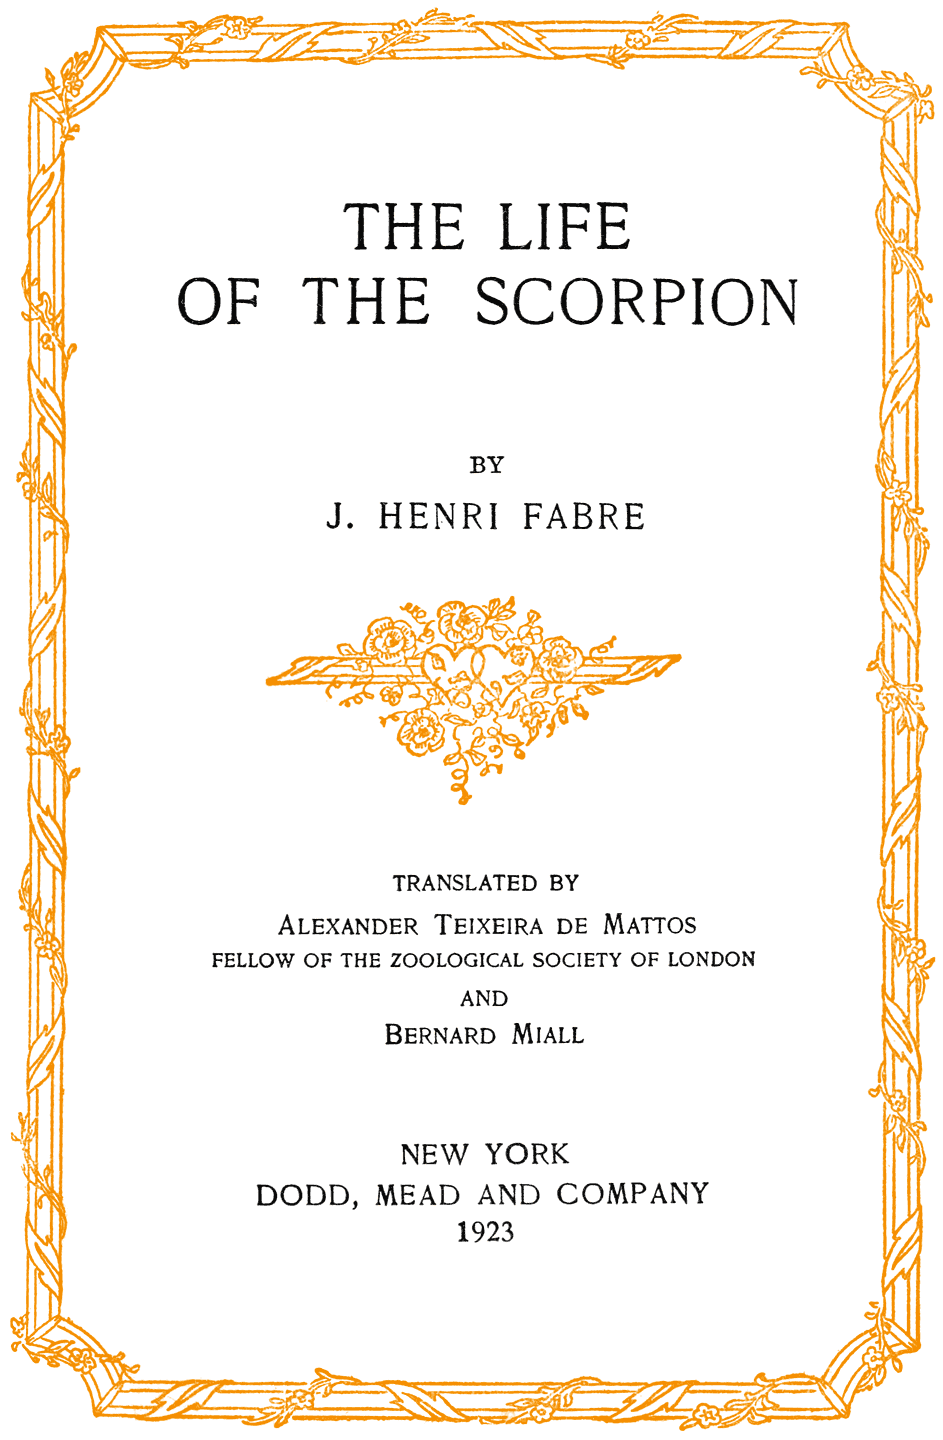 THE LIFE
OF THE SCORPION
BY
J. HENRI FABRE
TRANSLATED BY
ALEXANDER TEIXEIRA DE MATTOS
FELLOW OF THE ZOOLOGICAL SOCIETY OF LONDON
AND
BERNARD MIALL
NEW YORK
DODD, MEAD AND COMPANY
1923